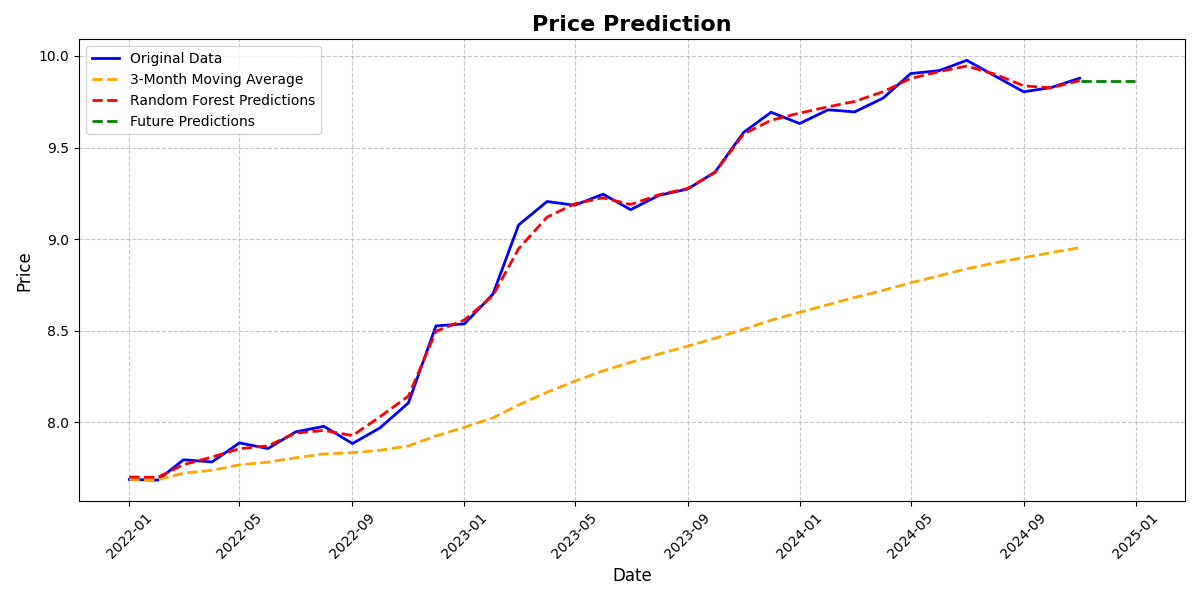 Price Prediction
Original Data
3-Month Moving Average
Random Forest Predictions
Future Predictions
Price
10.0
9.5
9.0
8.5
8.0
2022-01
2022-05
2022-09
2023-01
2023-05
2023-09
2024-01
2024-05
2024-09
2025-01
Date